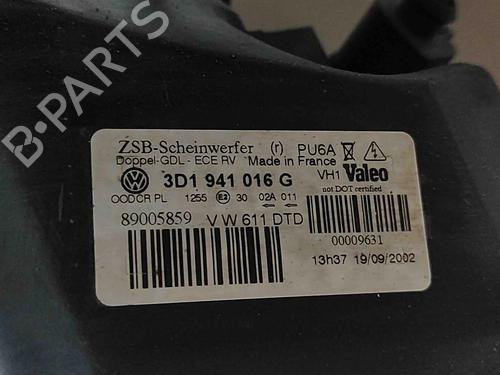 B-PARTS
ZSB-Scheinwerfer (r) PU6A
Doppel-GDL - ECE RV Made in France
3D1 941 016 G VH1 Valeo
not DOT certified
OODCR PL 1255 E2 30 02A 011
89005859 V W 611 DTD
00009631
13h37 19/09/2002